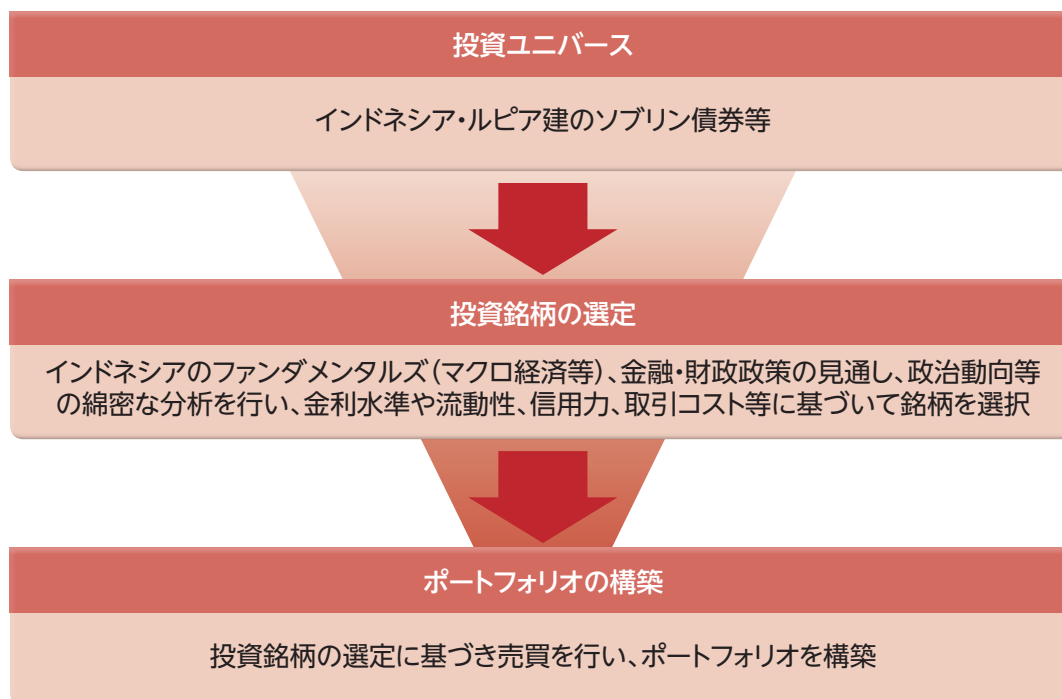 投資ユニバース
インドネシア・ルピア建のソブリン債券等
投資銘柄の選定
インドネシアのファンダメンタルズ(マクロ経済等)、金融・財政政策の見通し、政治動向等
の綿密な分析を行い、金利水準や流動性、信用力、取引コスト等に基づいて銘柄を選択
ポートフォリオの構築
投資銘柄の選定に基づき売買を行い、ポートフォリオを構築